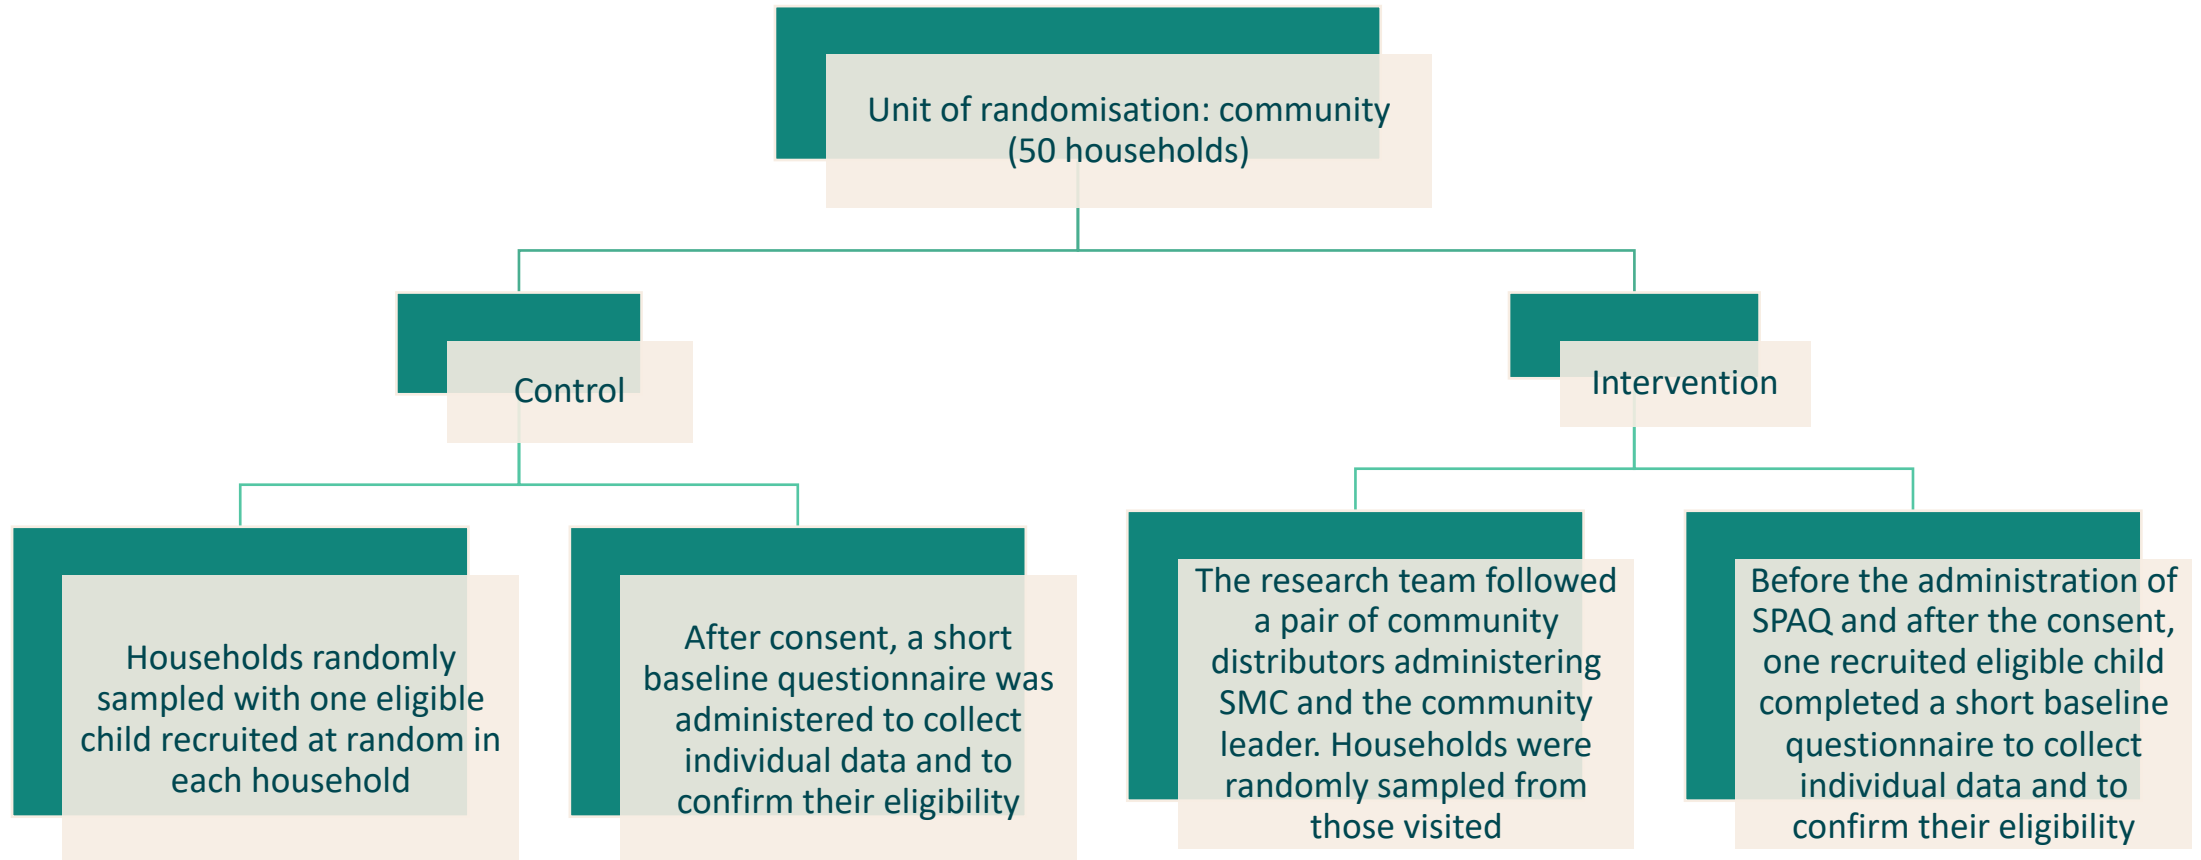 Unit of randomisation: community
(50 households)
Control
Intervention
Households randomly
sampled with one eligible
child recruited at random in
each household
After consent, a short
baseline questionnaire was
administered to collect
individual data and to
confirm their eligibility
The research team followed
a pair of community
distributors administering
SMC and the community
leader. Households were
randomly sampled from
those visited
Before the administration of
SPAQ and after the consent,
one recruited eligible child
completed a short baseline
questionnaire to collect
individual data and to
confirm their eligibility